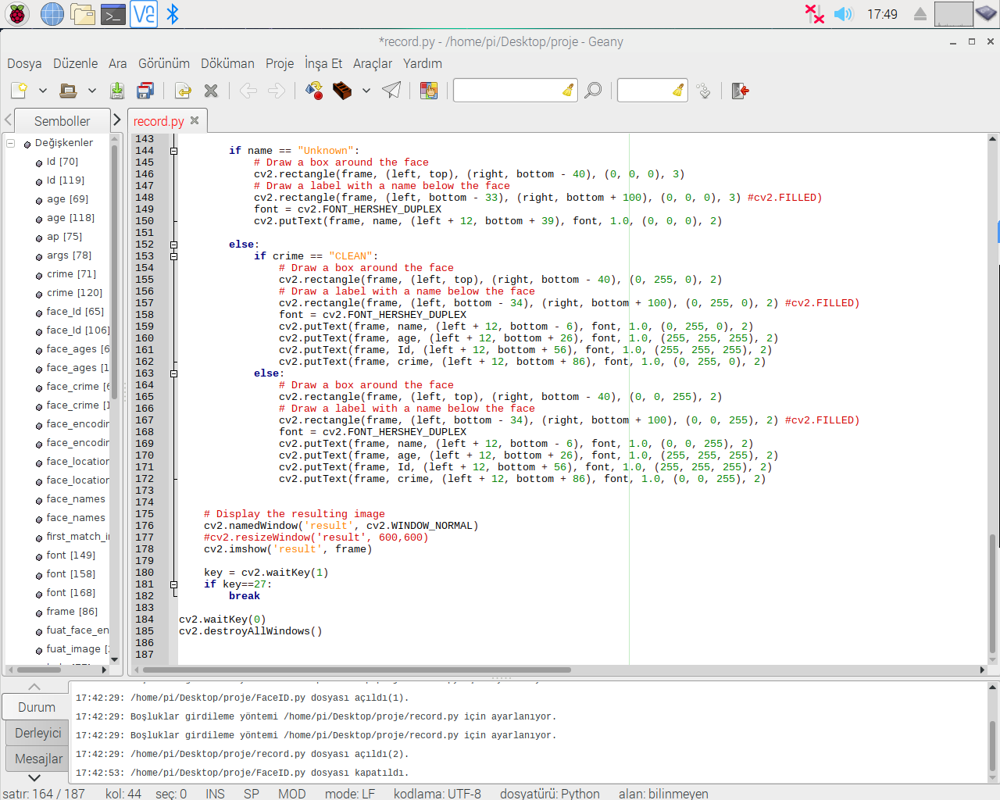 17:49
*record.py - /home/pi/Desktop/proje - Geany
Dosya Düzenle Ara Görünüm Döküman Proje İnşa Et Araçlar Yardım
Semboller
record.py
Değişkenler
Id [70]
Id [119]
age [69]
age [118]
ap [75]
args [78]
crime [71]
crime [120]
face_Id [65]
face_Id [106]
face_ages [6
face_ages [1
face_crime [6
face_crime [1
face_encodin
face_encodin
face_location
face_location
face_names
face_names
first_match_i
font [149]
font [158]
font [168]
frame [86]
fuat_face_en
fuat_image [
143
144 if name == "Unknown":
145 # Draw a box around the face
146 cv2.rectangle(frame, (left, top), (right, bottom - 40), (0, 0, 0), 3)
147 # Draw a label with a name below the face
148 cv2.rectangle(frame, (left, bottom - 33), (right, bottom + 100), (0, 0, 0), 3) #cv2.FILLED)
149 font = cv2.FONT_HERSHEY_DUPLEX
150 cv2.putText(frame, name, (left + 12, bottom + 39), font, 1.0, (0, 0, 0), 2)
151
152 else:
153 if crime == "CLEAN":
154 # Draw a box around the face
155 cv2.rectangle(frame, (left, top), (right, bottom - 40), (0, 255, 0), 2)
156 # Draw a label with a name below the face
157 cv2.rectangle(frame, (left, bottom - 34), (right, bottom + 100), (0, 255, 0), 2) #cv2.FILLED)
158 font = cv2.FONT_HERSHEY_DUPLEX
159 cv2.putText(frame, name, (left + 12, bottom - 6), font, 1.0, (0, 255, 0), 2)
160 cv2.putText(frame, age, (left + 12, bottom + 26), font, 1.0, (255, 255, 255), 2)
161 cv2.putText(frame, Id, (left + 12, bottom + 56), font, 1.0, (255, 255, 255), 2)
162 cv2.putText(frame, crime, (left + 12, bottom + 86), font, 1.0, (0, 255, 0), 2)
163 else:
164 # Draw a box around the face
165 cv2.rectangle(frame, (left, top), (right, bottom - 40), (0, 0, 255), 2)
166 # Draw a label with a name below the face
167 cv2.rectangle(frame, (left, bottom - 34), (right, bottom + 100), (0, 0, 255), 2) #cv2.FILLED)
168 font = cv2.FONT_HERSHEY_DUPLEX
169 cv2.putText(frame, name, (left + 12, bottom - 6), font, 1.0, (0, 0, 255), 2)
170 cv2.putText(frame, age, (left + 12, bottom + 26), font, 1.0, (255, 255, 255), 2)
171 cv2.putText(frame, Id, (left + 12, bottom + 56), font, 1.0, (255, 255, 255), 2)
172 cv2.putText(frame, crime, (left + 12, bottom + 86), font, 1.0, (0, 0, 255), 2)
173
174
175 # Display the resulting image
176 cv2.namedWindow('result', cv2.WINDOW_NORMAL)
177 #cv2.resizeWindow('result', 600,600)
178 cv2.imshow('result', frame)
179
180 key = cv2.waitKey(1)
181 if key==27:
182 break
183
184 cv2.waitKey(0)
185 cv2.destroyAllWindows()
186
187
Durum
Derleyici
Mesajlar
17:42:29: /home/pi/Desktop/proje/FaceID.py dosyası açıldı(1).
17:42:29: Boşluklar girdileme yöntemi /home/pi/Desktop/proje/record.py için ayarlanıyor.
17:42:29: Boşluklar girdileme yöntemi /home/pi/Desktop/proje/record.py için ayarlanıyor.
17:42:29: /home/pi/Desktop/proje/record.py dosyası açıldı(2).
17:42:53: /home/pi/Desktop/proje/FaceID.py dosyası kapatıldı.
satır: 164 / 187 kol: 44 seç: 0 INS SP MOD mode: LF kodlama: UTF-8 dosyatürü: Python alan: bilinmeyen